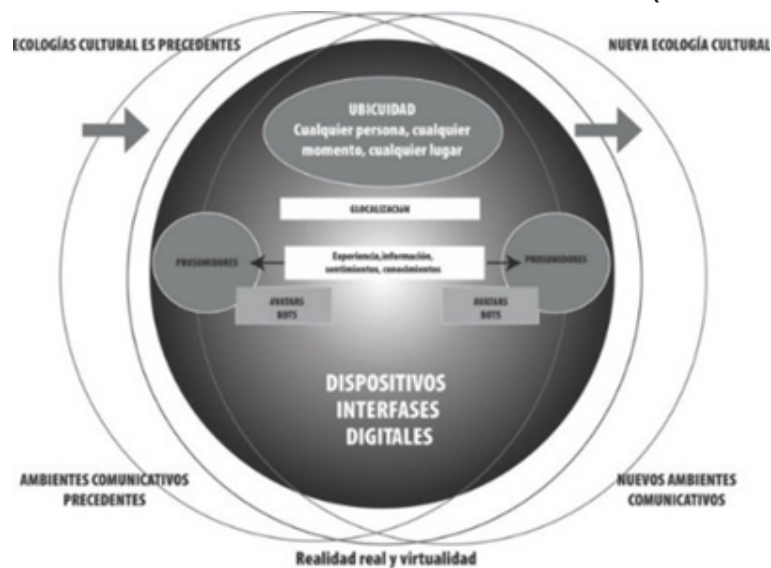 ECOLOGÍAS CULTURAL ES PRECEDENTES
NUEVA ECOLOGÍA CULTURAL
UBICUIDAD
Cualquier persona, cualquier
momento, cualquier lugar
GLOCALIZACIÓN
PROSUMIDORES
Experiencia,información,
sentimientos, conocimientos
PROSUMIDORES
AVATARS
BOTS
AVATARS
BOTS
DISPOSITIVOS
INTERFASES
DIGITALES
AMBIENTES COMUNICATIVOS
PRECEDENTES
NUEVOS AMBIENTES
COMUNICATIVOS
Realidad real y virtualidad